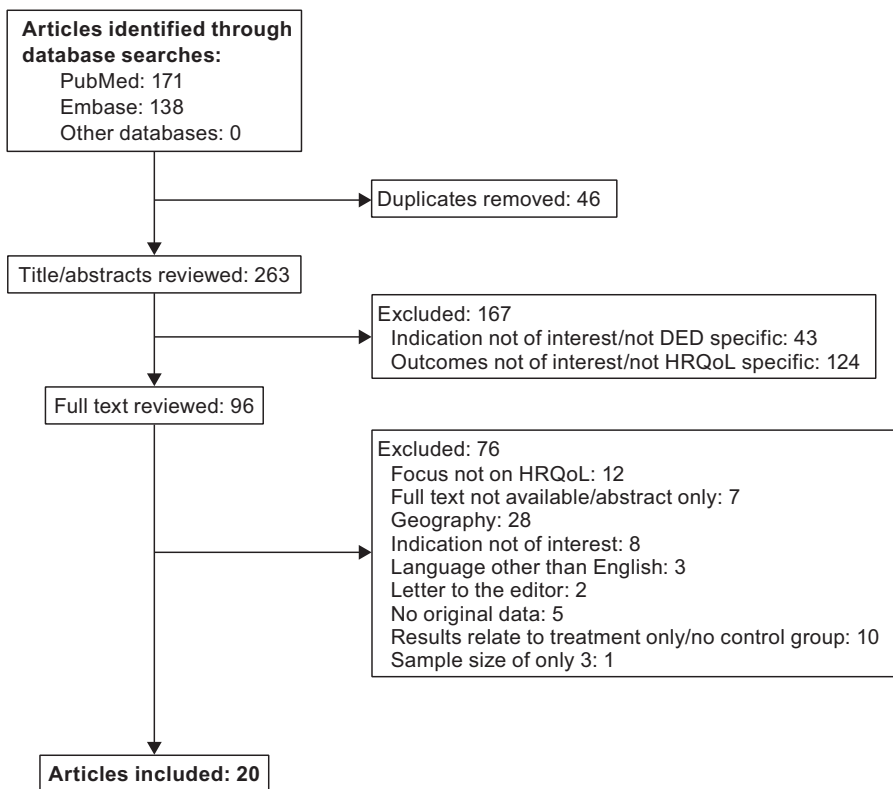 Articles identified through
database searches:
PubMed: 171
Embase: 138
Other databases: 0
Duplicates removed: 46
Title/abstracts reviewed: 263
Excluded: 167
Indication not of interest/not DED specific: 43
Outcomes not of interest/not HRQoL specific: 124
Full text reviewed: 96
Excluded: 76
Focus not on HRQoL: 12
Full text not available/abstract only: 7
Geography: 28
Indication not of interest: 8
Language other than English: 3
Letter to the editor: 2
No original data: 5
Results relate to treatment only/no control group: 10
Sample size of only 3: 1
Articles included: 20